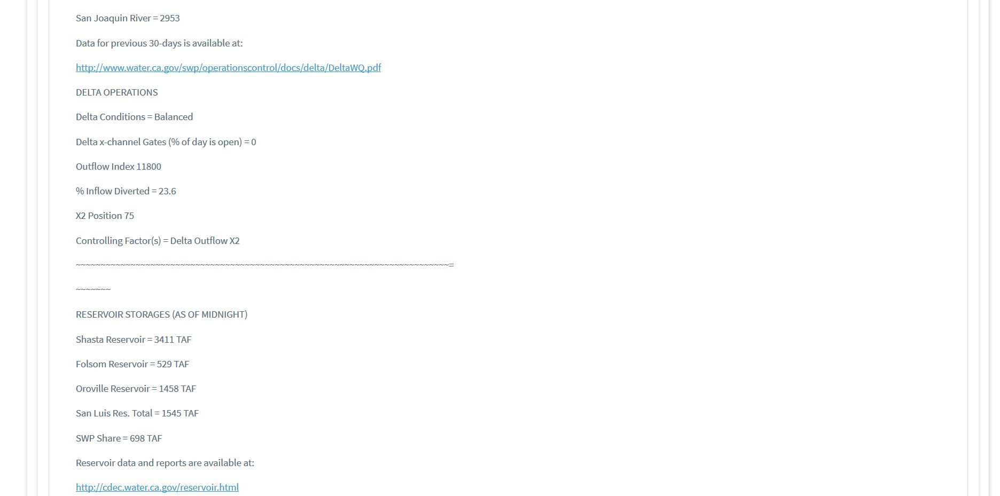 San Joaquin River = 2953
Data for previous 30-days is available at:
http://www.water.ca.gov/swp/operationscontrol/docs/delta/DeltaWQ.pdf
DELTA OPERATIONS
Delta Conditions = Balanced
Delta x-channel Gates (% of day is open) = 0
Outflow Index 11800
% Inflow Diverted = 23.6
X2 Position 75
Controlling Factor(s) = Delta Outflow X2
~~~~~~~~~~~~~~~~~~~~~~~~~~~~~~~~~~~~~~~~~~~~~~~~~~~~~~~~~~~~~~~~~~~~~~~~~~~=
~~~~~~~
RESERVOIR STORAGES (AS OF MIDNIGHT)
Shasta Reservoir = 3411 TAF
Folsom Reservoir = 529 TAF
Oroville Reservoir = 1458 TAF
San Luis Res. Total = 1545 TAF
SWP Share = 698 TAF
Reservoir data and reports are available at:
http://cdec.water.ca.gov/reservoir.html